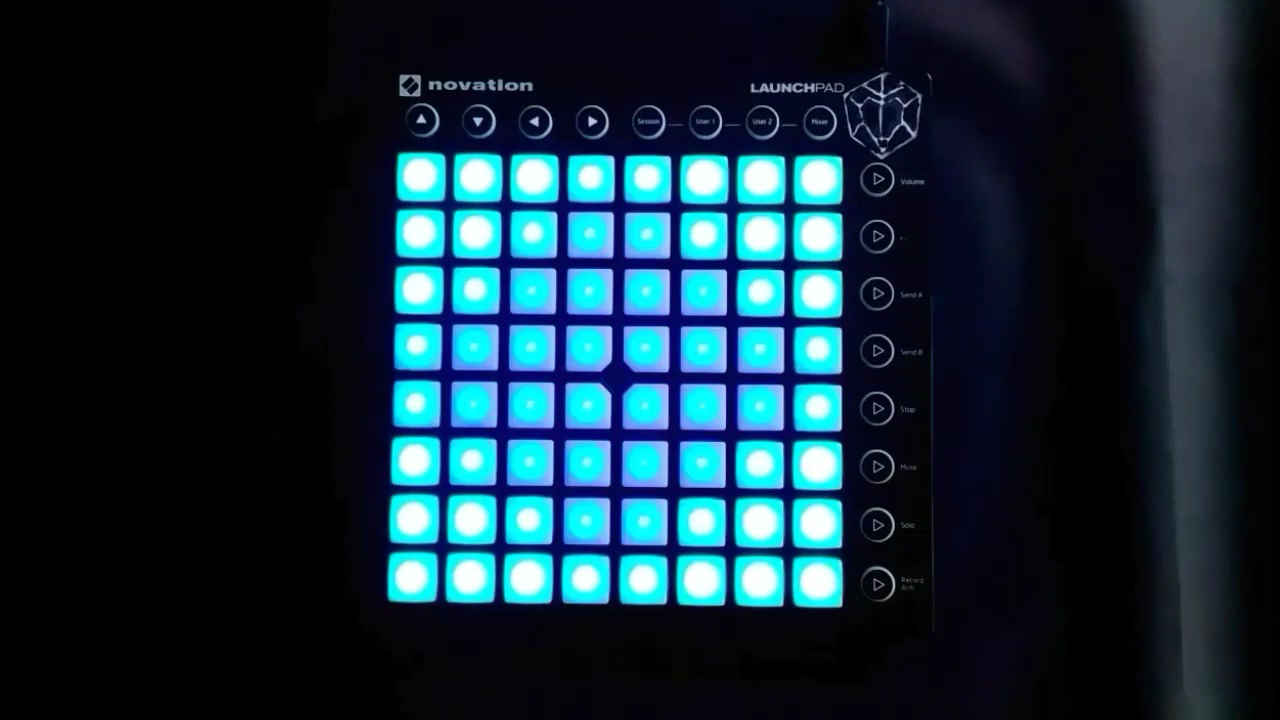 novation
LAUNCHPAD
Session
User 1
User 2
Mixer
Volume
Send A
Send B
Stop
Mute
Solo
Record
Arm